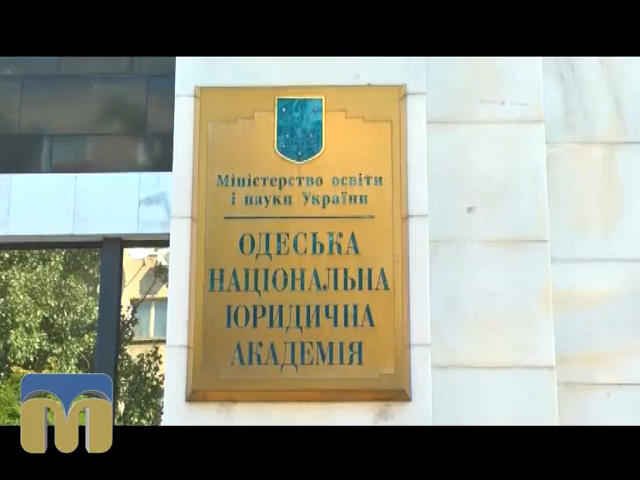 Міністерство освіти
і науки України
ОДЕСЬКА
НАЦІОНАЛЬНА
ЮРИДИЧНА
АКАДЕМІЯ
М